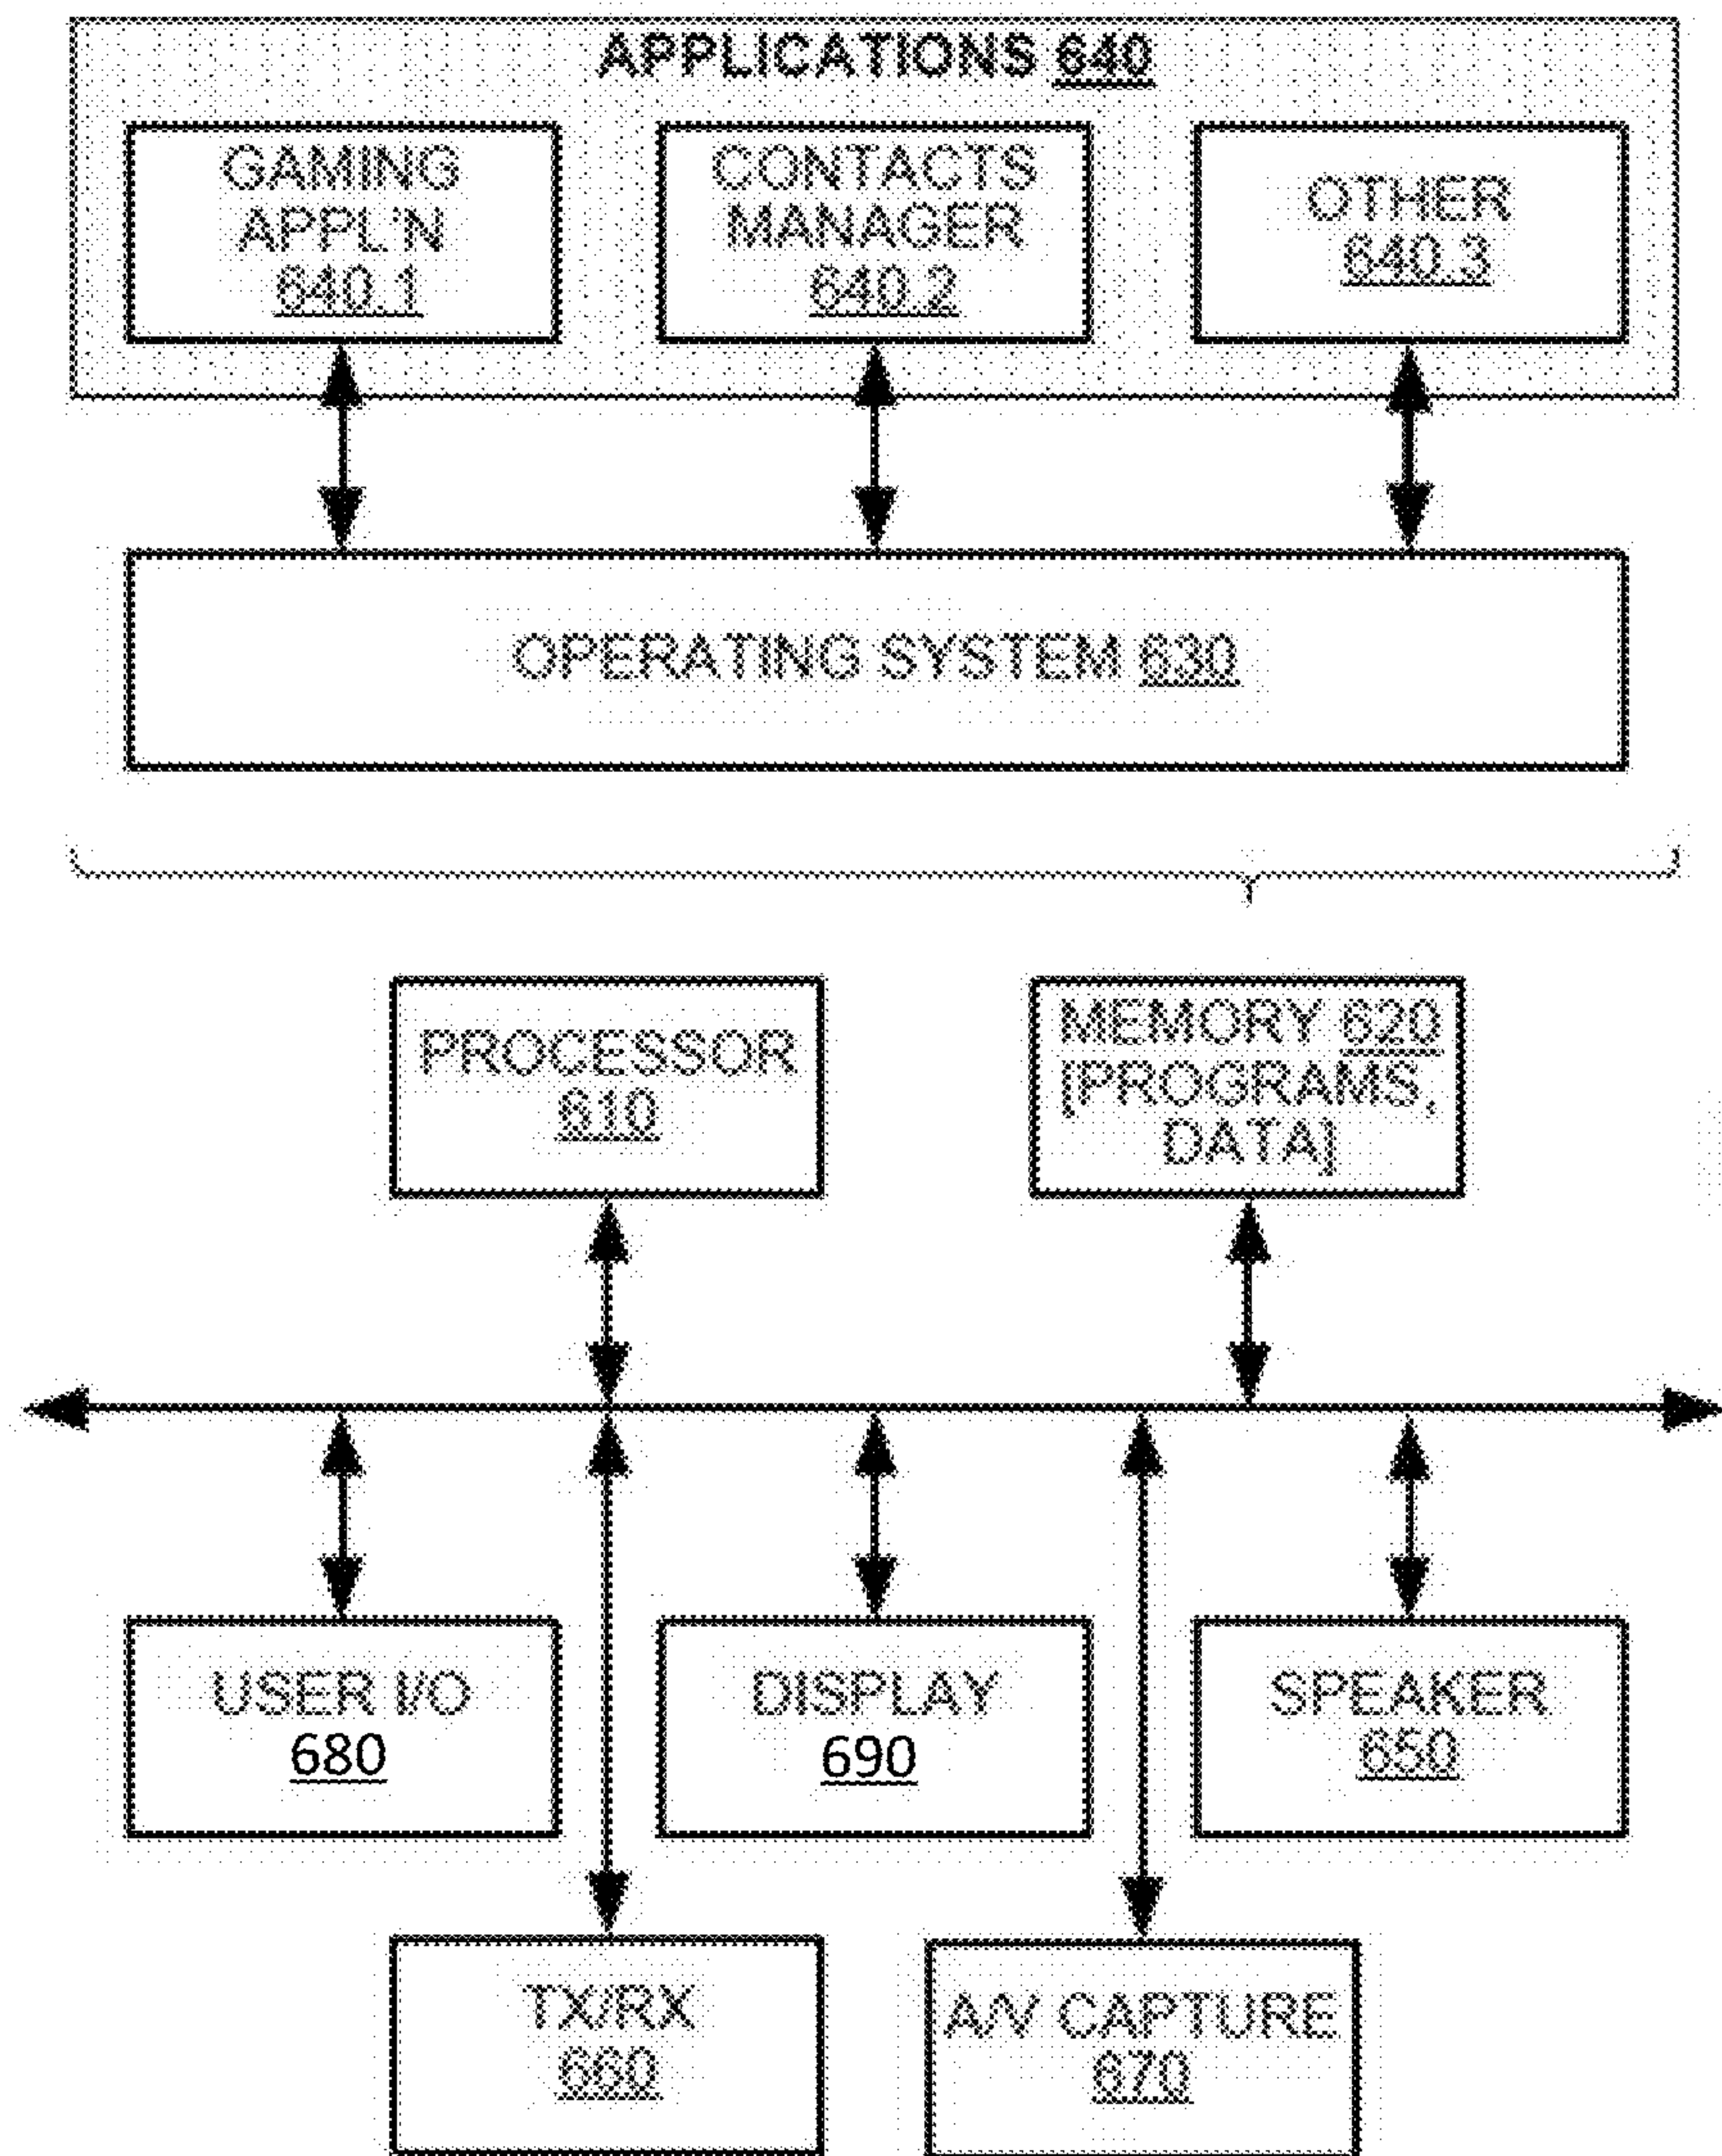 APPLICATIONS 640
GAMING
APPL'N
640.1
CONTACTS
MANAGER
640.2
OTHER
640.3
OPERATING SYSTEM 630
PROCESSOR
610
MEMORY 620
[PROGRAMS,
DATA]
USER I/O
680
DISPLAY
690
SPEAKER
650
TX/RX
660
A/V CAPTURE
670